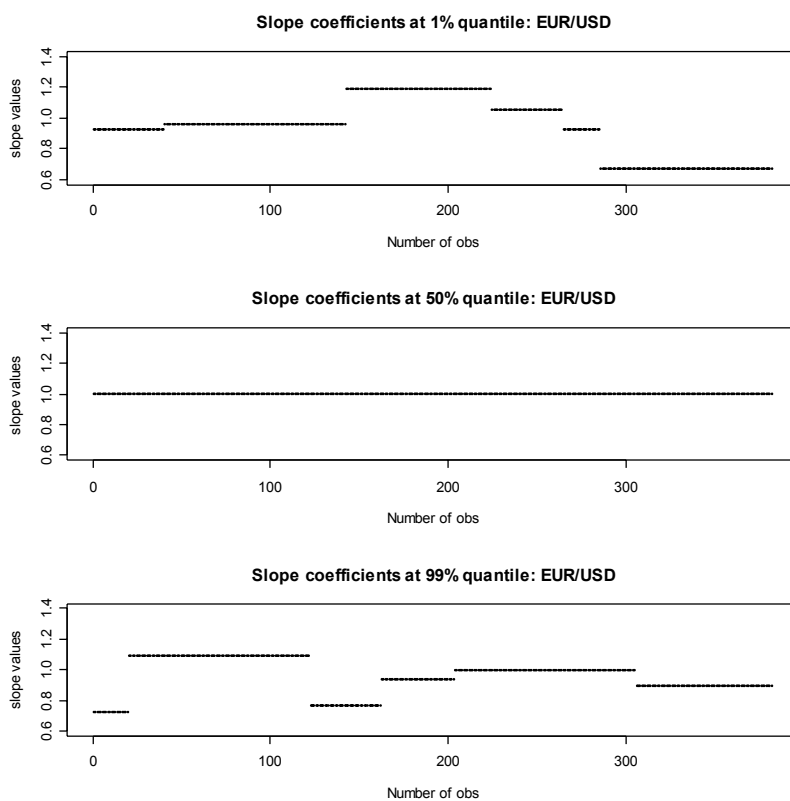 Slope coefficients at 1% quantile: EUR/USD
slope values
1.4
1.2
1.0
0.8
0.6
0 100 200 300
Number of obs
Slope coefficients at 50% quantile: EUR/USD
slope values
1.4
1.2
1.0
0.8
0.6
0 100 200 300
Number of obs
Slope coefficients at 99% quantile: EUR/USD
slope values
1.4
1.2
1.0
0.8
0.6
0 100 200 300
Number of obs